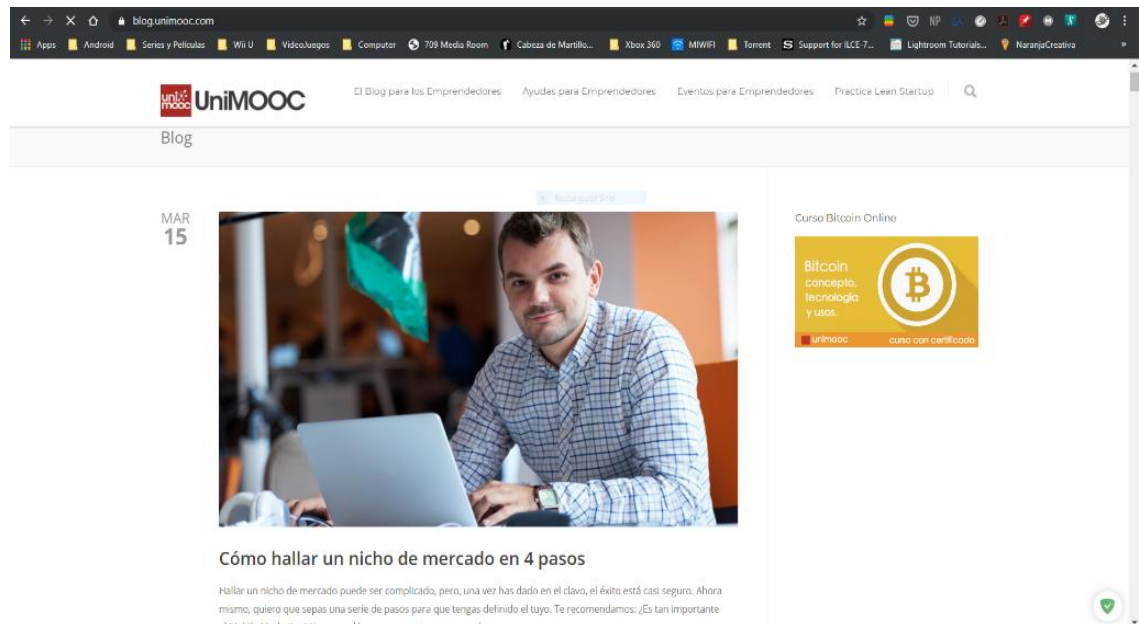 blog.unimooc.com
NP
Apps Android Series y Películas Wii U VideoJuegos Computer 709 Media Room Cabeza de Martillo... Xbox 360 MIWIFI Torrent Support for ILCE-7... Lightroom Tutorials... NaranjaCreativa »
uni mooc UniMOOC
El Blog para los Emprendedores Ayudas para Emprendedores Eventos para Emprendedores Practica Lean Startup
Blog
MAR
15
Curso Bitcoin Online
Bitcoin
concepto,
tecnología
y usos.
unimooc curso con certificado
Cómo hallar un nicho de mercado en 4 pasos
Hallar un nicho de mercado puede ser complicado, pero, una vez has dado en el clavo, el éxito está casi seguro. Ahora
mismo, quiero que sepas una serie de pasos para que tengas definido el tuyo. Te recomendamos: ¿Es tan importante